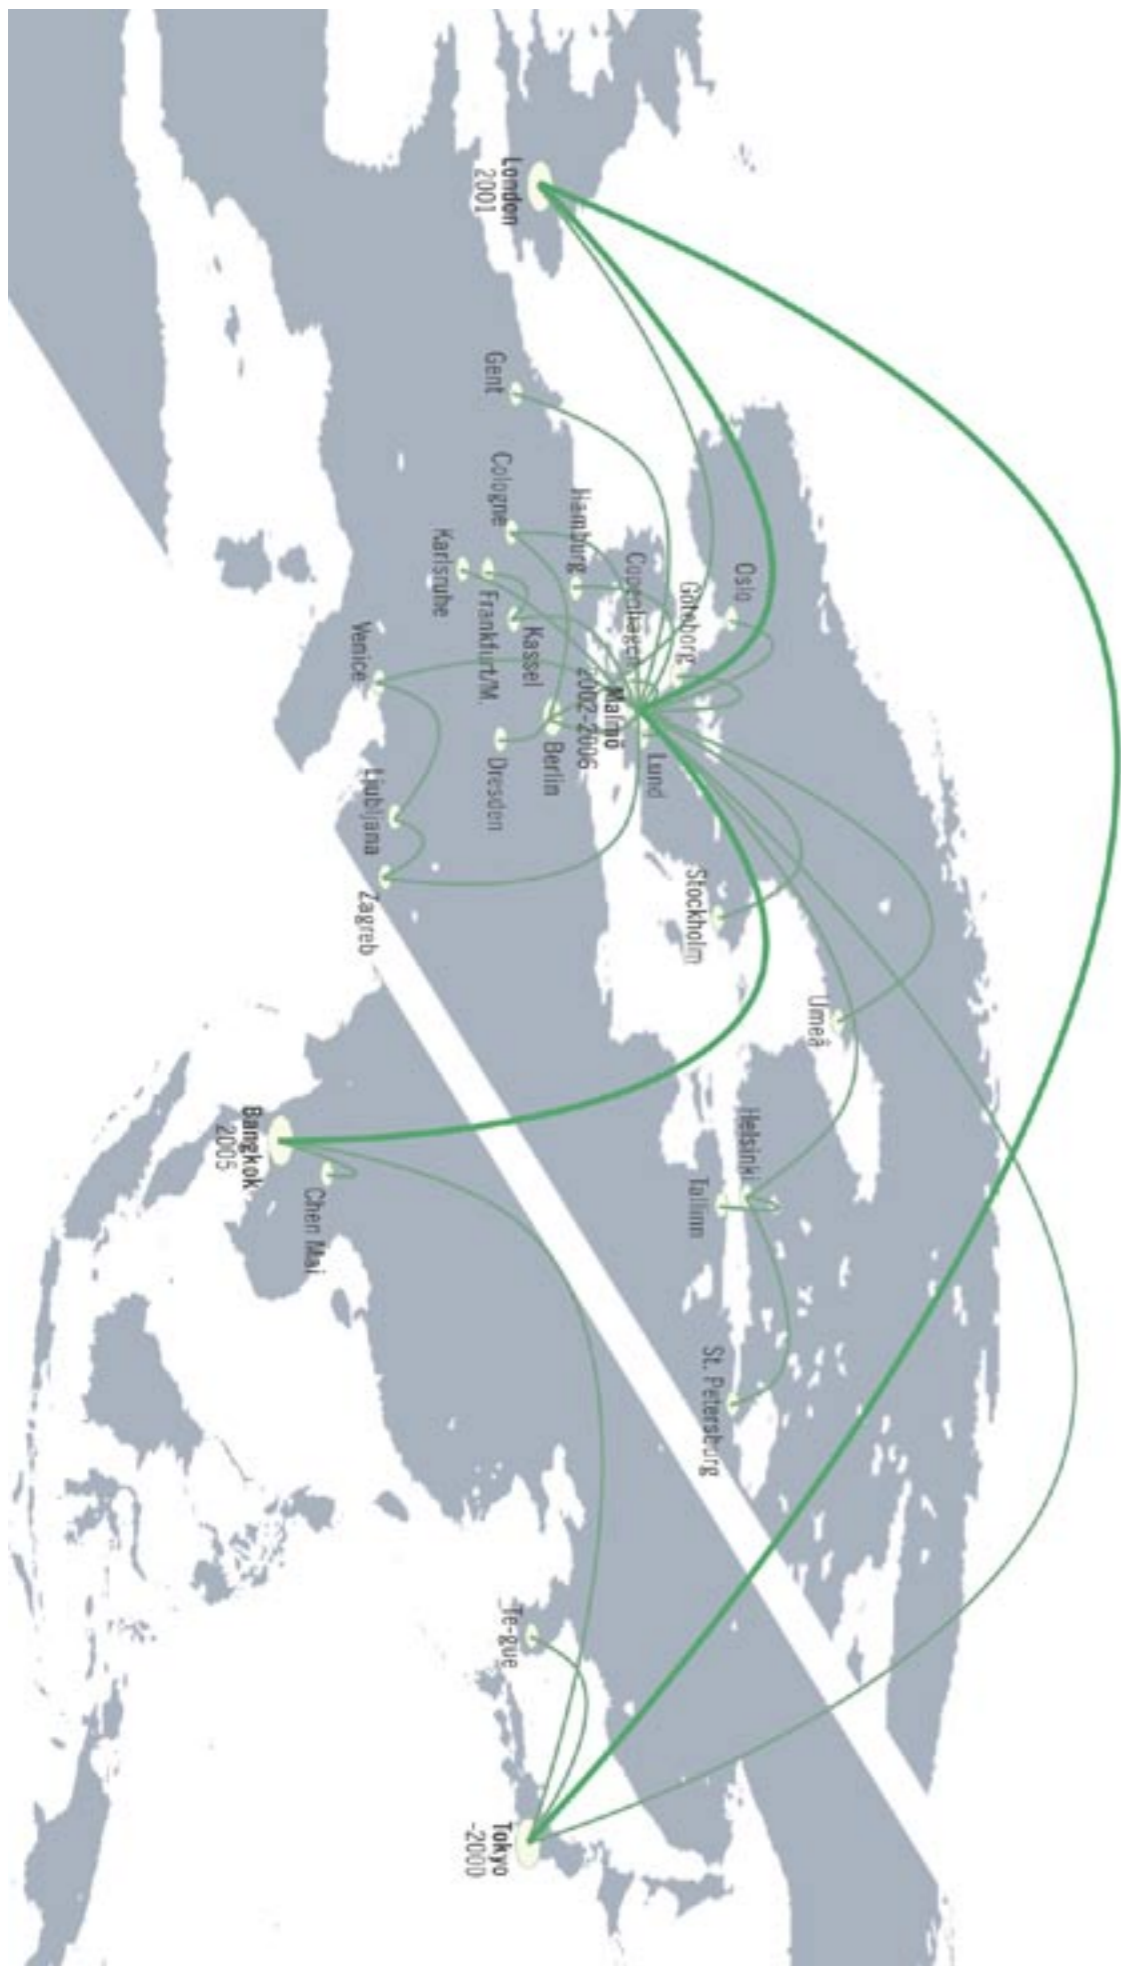 London
2001
Gent
Cologne
Hamburg
Karlsruhe
Frankfurt/M.
Kassel
Copenhagen
Göteborg
Oslo
Venice
Malmö
2002-2006
Berlin
Dresden
Lund
Ljubljana
Zagreb
Stockholm
Umeå
Helsinki
Tallinn
St. Petersburg
Bangkok
2005
Chen Mai
Te-gue
Tokyo
-2000